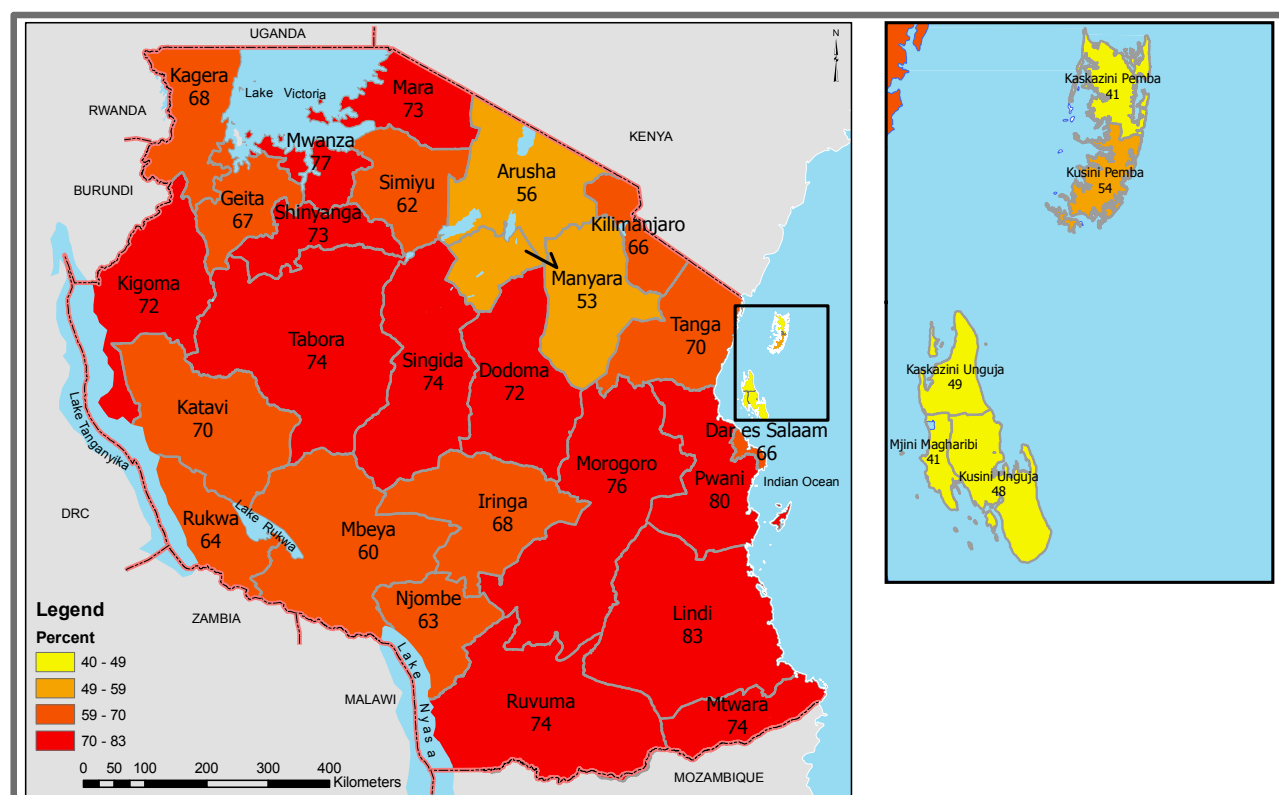 UGANDA
N
Kagera
68
Lake Victoria
Mara
73
RWANDA
KENYA
Mwanza
77
BURUNDI
Simiyu
62
Arusha
56
Geita
67
Shinyanga
73
Kilimanjaro
66
Kigoma
72
Manyara
53
Tabora
74
Singida
74
Dodoma
72
Tanga
70
Katavi
70
Lake Tanganyika
Dar es Salaam
66
Morogoro
76
Pwani
80
Indian Ocean
DRC
Rukwa
64
Lake Rukwa
Mbeya
60
Iringa
68
Njombe
63
ZAMBIA
Lindi
83
Lake Nyasa
MALAWI
Ruvuma
74
Mtwara
74
MOZAMBIQUE
Legend
Percent
40 - 49
49 - 59
59 - 70
70 - 83
0 50 100 200 300 400
Kilometers
Kaskazini Pemba
41
Kusini Pemba
54
Kaskazini Unguja
49
Mjini Magharibi
41
Kusini Unguja
48